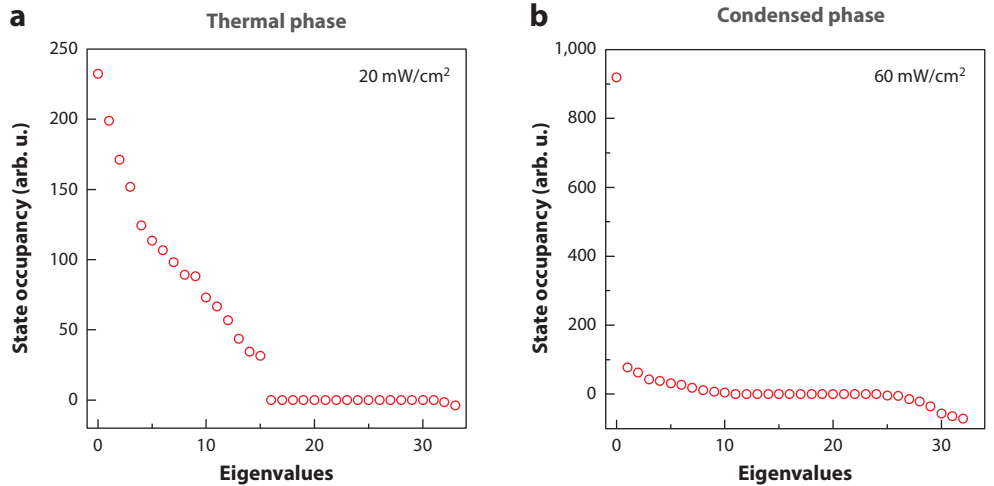 a
Thermal phase
20 mW/cm²
State occupancy (arb. u.)
250
200
150
100
50
0
0
10
20
30
Eigenvalues
b
Condensed phase
60 mW/cm²
State occupancy (arb. u.)
1,000
800
600
400
200
0
0
10
20
30
Eigenvalues